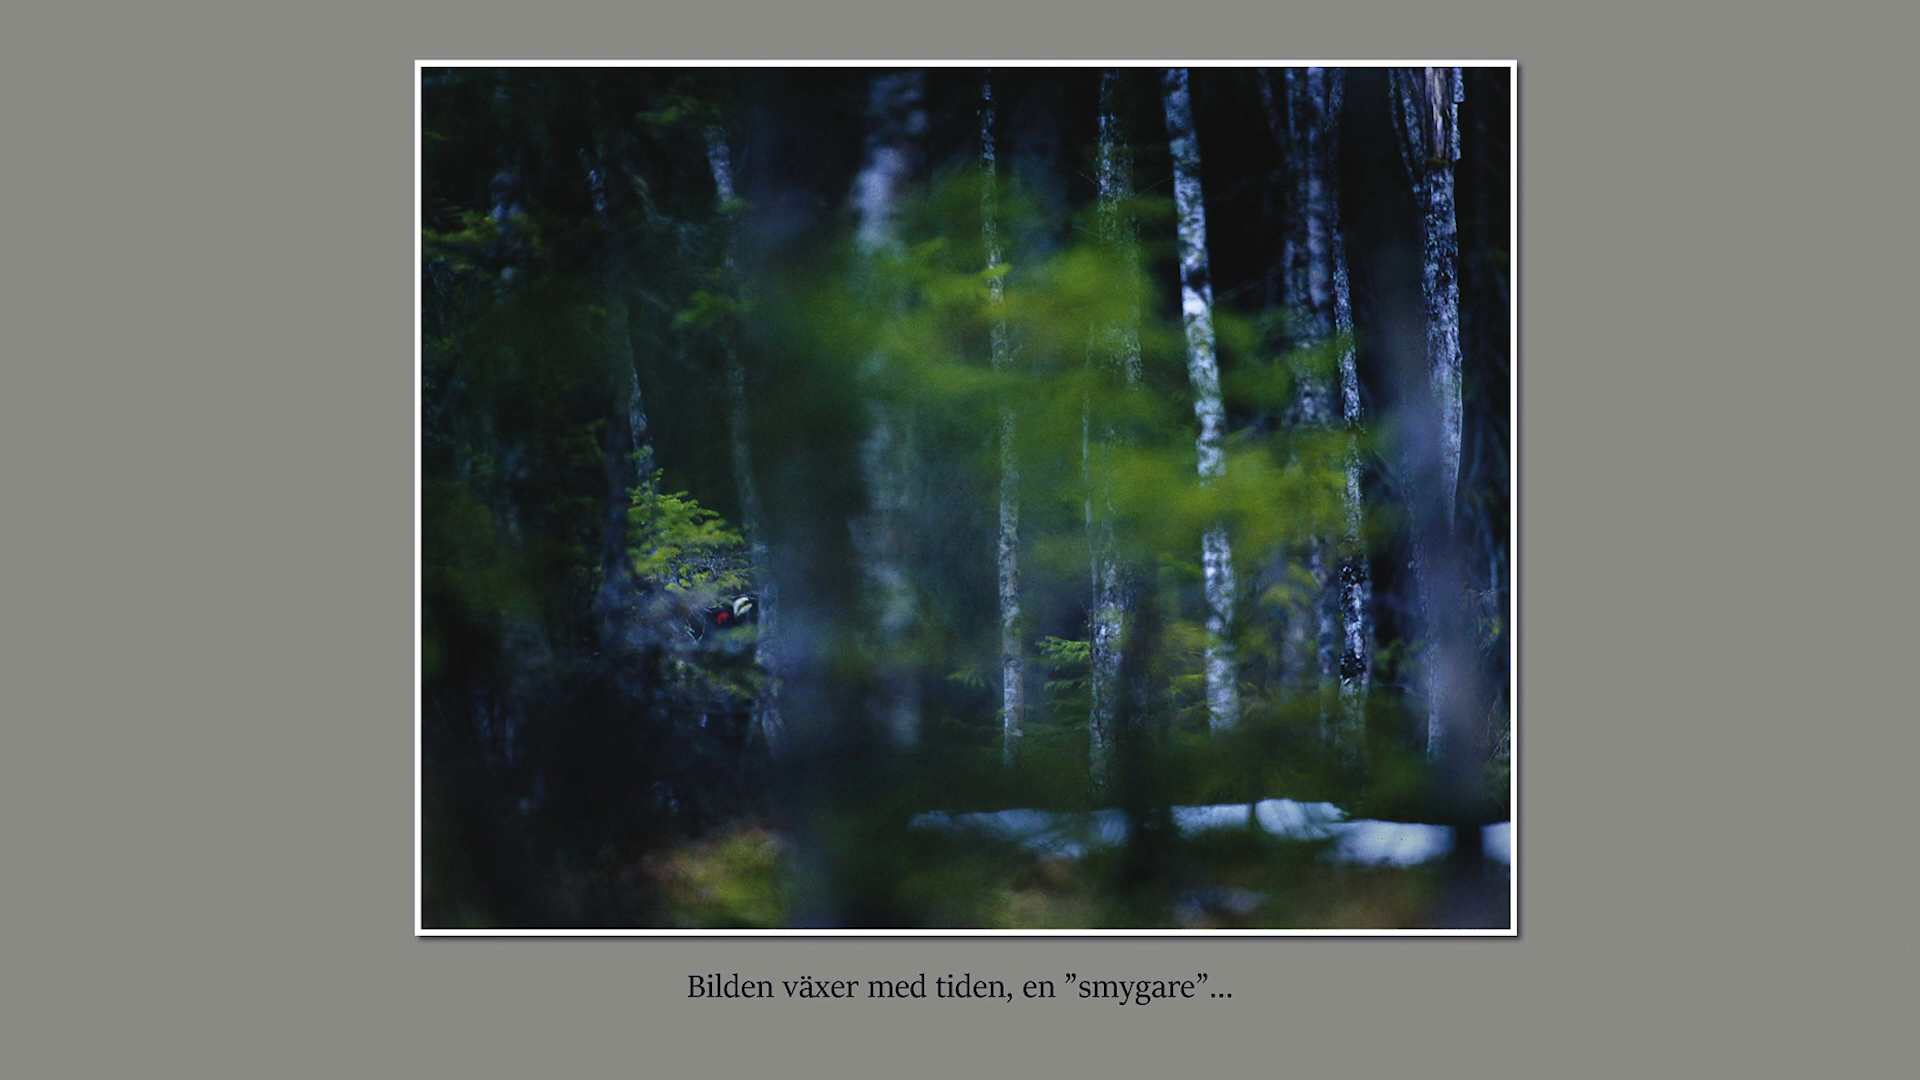 Bilden växer med tiden, en ”smygare”...